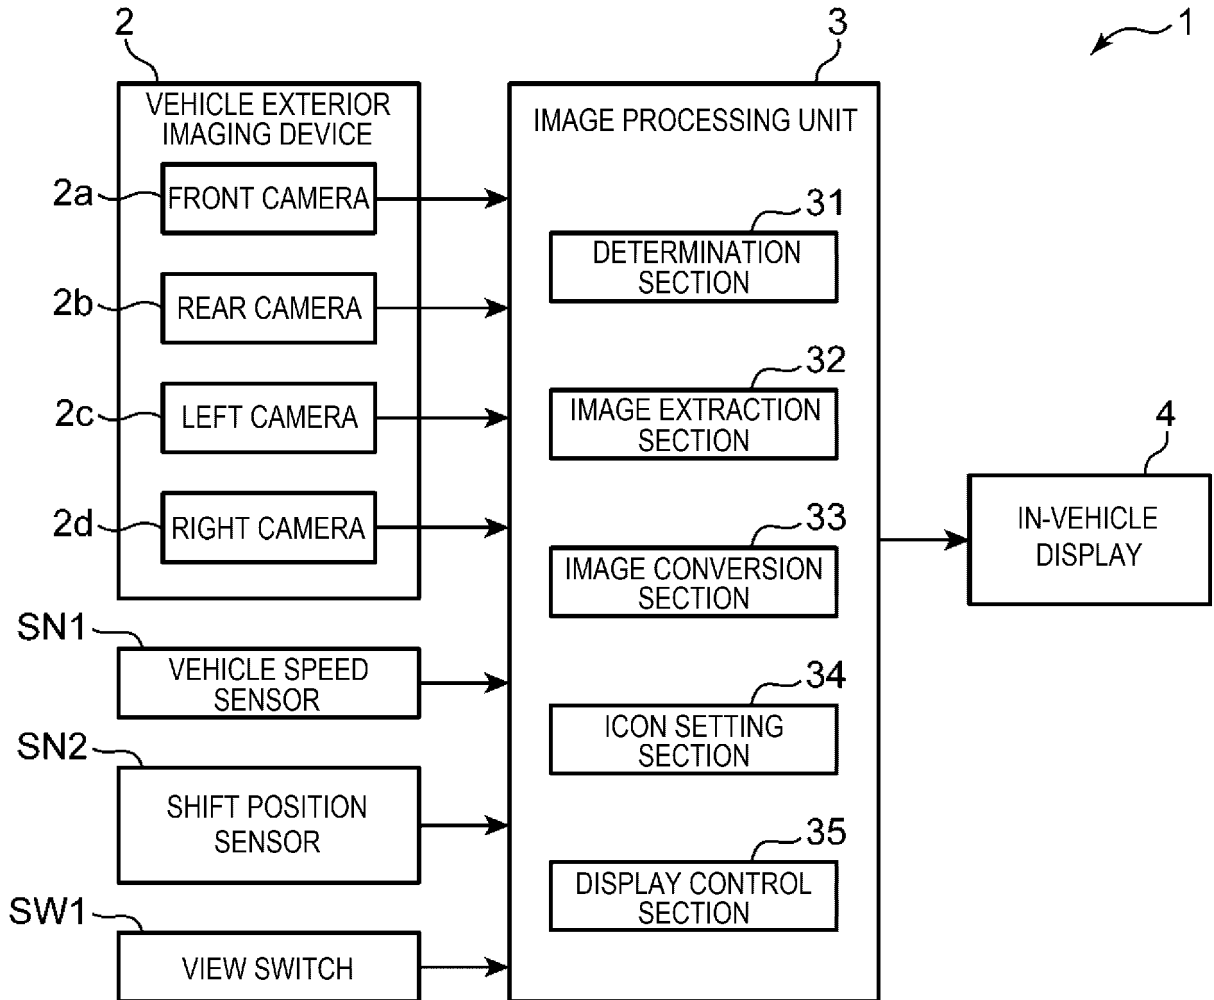 2
3
1
VEHICLE EXTERIOR
IMAGING DEVICE
2a
FRONT CAMERA
2b
REAR CAMERA
2c
LEFT CAMERA
2d
RIGHT CAMERA
SN1
VEHICLE SPEED
SENSOR
SN2
SHIFT POSITION
SENSOR
SW1
VIEW SWITCH
IMAGE PROCESSING UNIT
31
DETERMINATION
SECTION
32
IMAGE EXTRACTION
SECTION
33
IMAGE CONVERSION
SECTION
34
ICON SETTING
SECTION
35
DISPLAY CONTROL
SECTION
4
IN-VEHICLE
DISPLAY